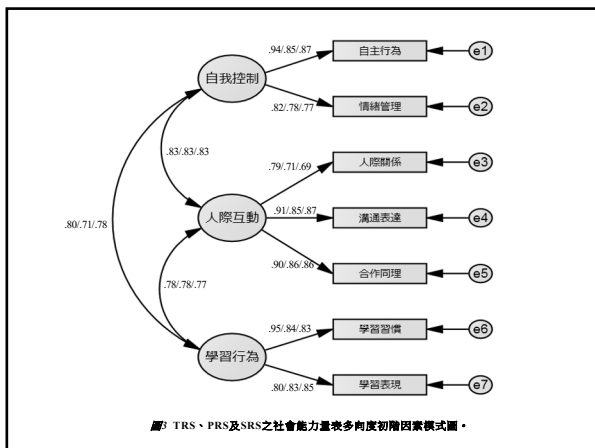 .94/.85/.87
自主行為
e1
自我控制
.82/.78/.77
情緒管理
e2
.83/.83/.83
.79/.71/.69
人際關係
e3
.80/.71/.78
人際互動
.91/.85/.87
溝通表達
e4
.90/.86/.86
合作同理
e5
.78/.78/.77
.95/.84/.83
學習習慣
e6
學習行為
.80/.83/.85
學習表現
e7
圖3 TRS、PRS及SRS之社會能力量表多向度初階因素模式圖。